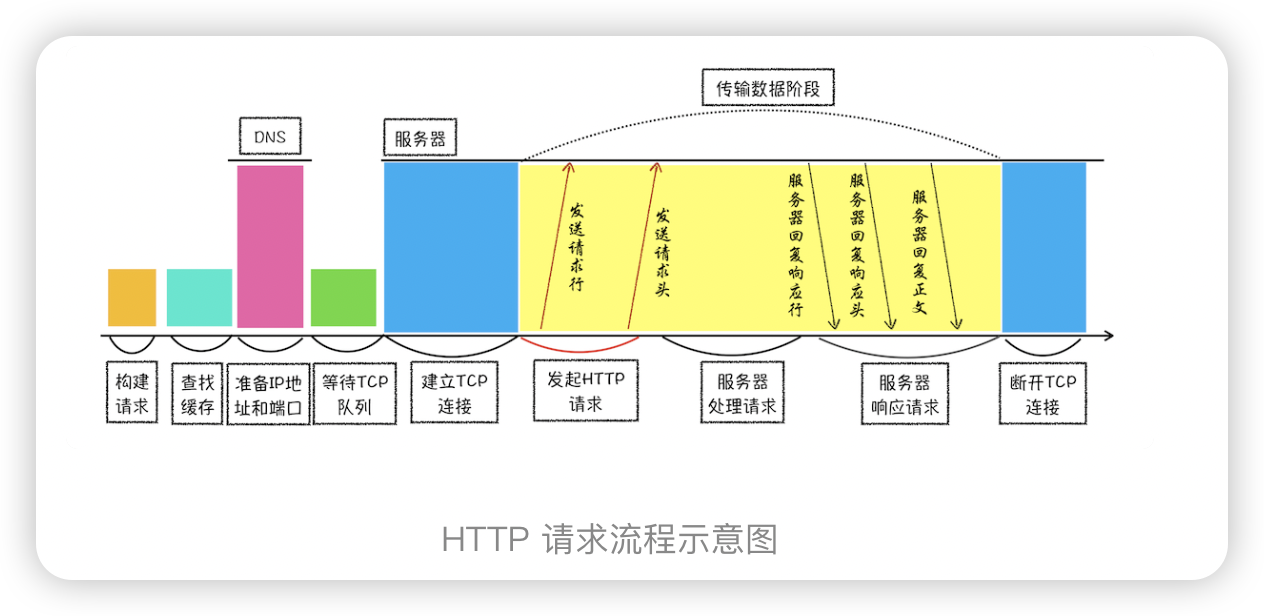 传输数据阶段
DNS
服务器
发送请求行
发送请求头
服务器回复响应行
服务器回复响应头
服务器回复正文
构建
请求
查找
缓存
准备IP地
址和端口
等待TCP
队列
建立TCP
连接
发起HTTP
请求
服务器
处理请求
服务器
响应请求
断开TCP
连接
HTTP 请求流程示意图